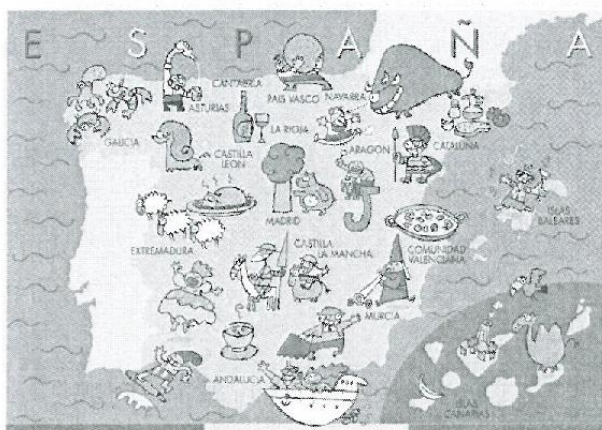 E S P A Ñ A
CANTABRIA
ASTURIAS
PAÍS VASCO
NAVARRA
GALICIA
LA RIOJA
CASTILLA
LEÓN
ARAGÓN
CATALUÑA
MADRID
ISLAS
BALEARES
EXTREMADURA
CASTILLA
LA MANCHA
COMUNIDAD
VALENCIANA
MURCIA
ANDALUCÍA
ISLAS
CANARIAS